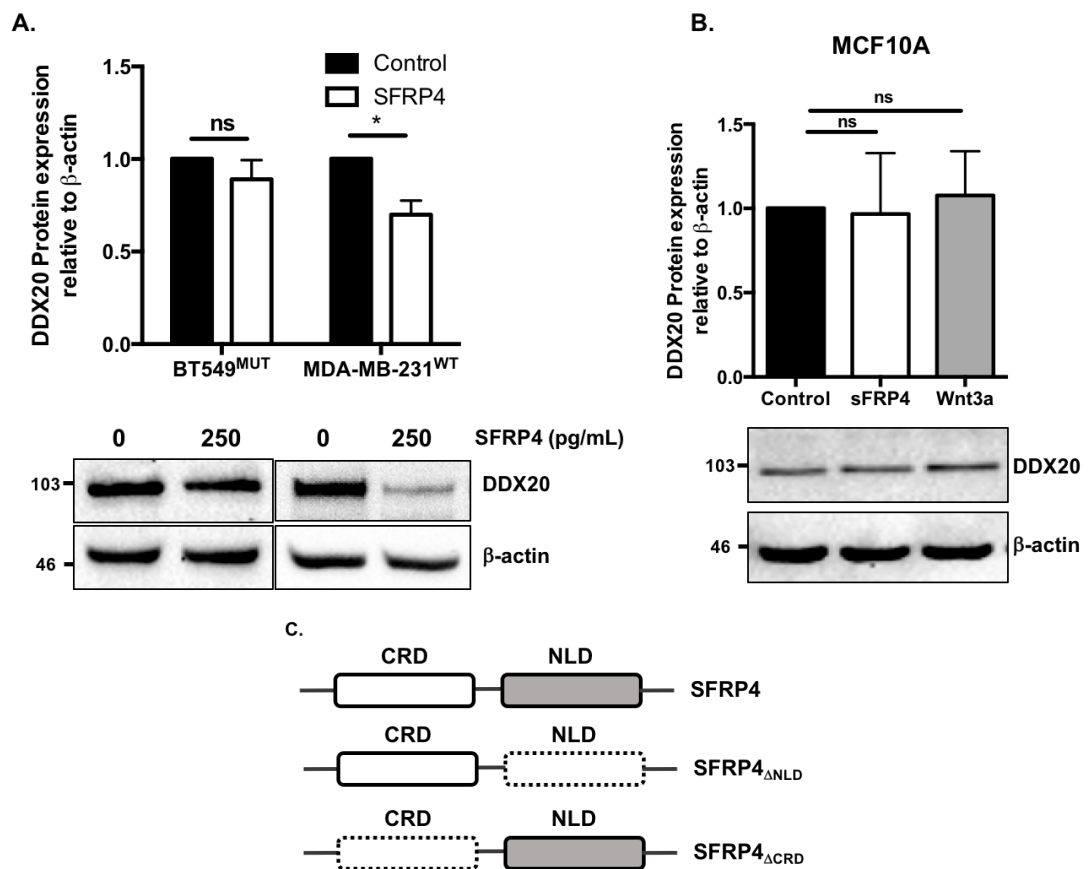 A.
DDX20 Protein expression
relative to β-actin
1.5
1.0
0.5
0.0
Control
SFRP4
ns
*
BT549MUT
MDA-MB-231WT
0
250
0
250
SFRP4 (pg/mL)
103
DDX20
46
β-actin
B.
MCF10A
DDX20 Protein expression
relative to β-actin
1.5
1.0
0.5
0.0
ns
ns
Control
sFRP4
Wnt3a
103
DDX20
46
β-actin
C.
CRD
NLD
SFRP4
CRD
NLD
SFRP4ΔNLD
CRD
NLD
SFRP4ΔCRD